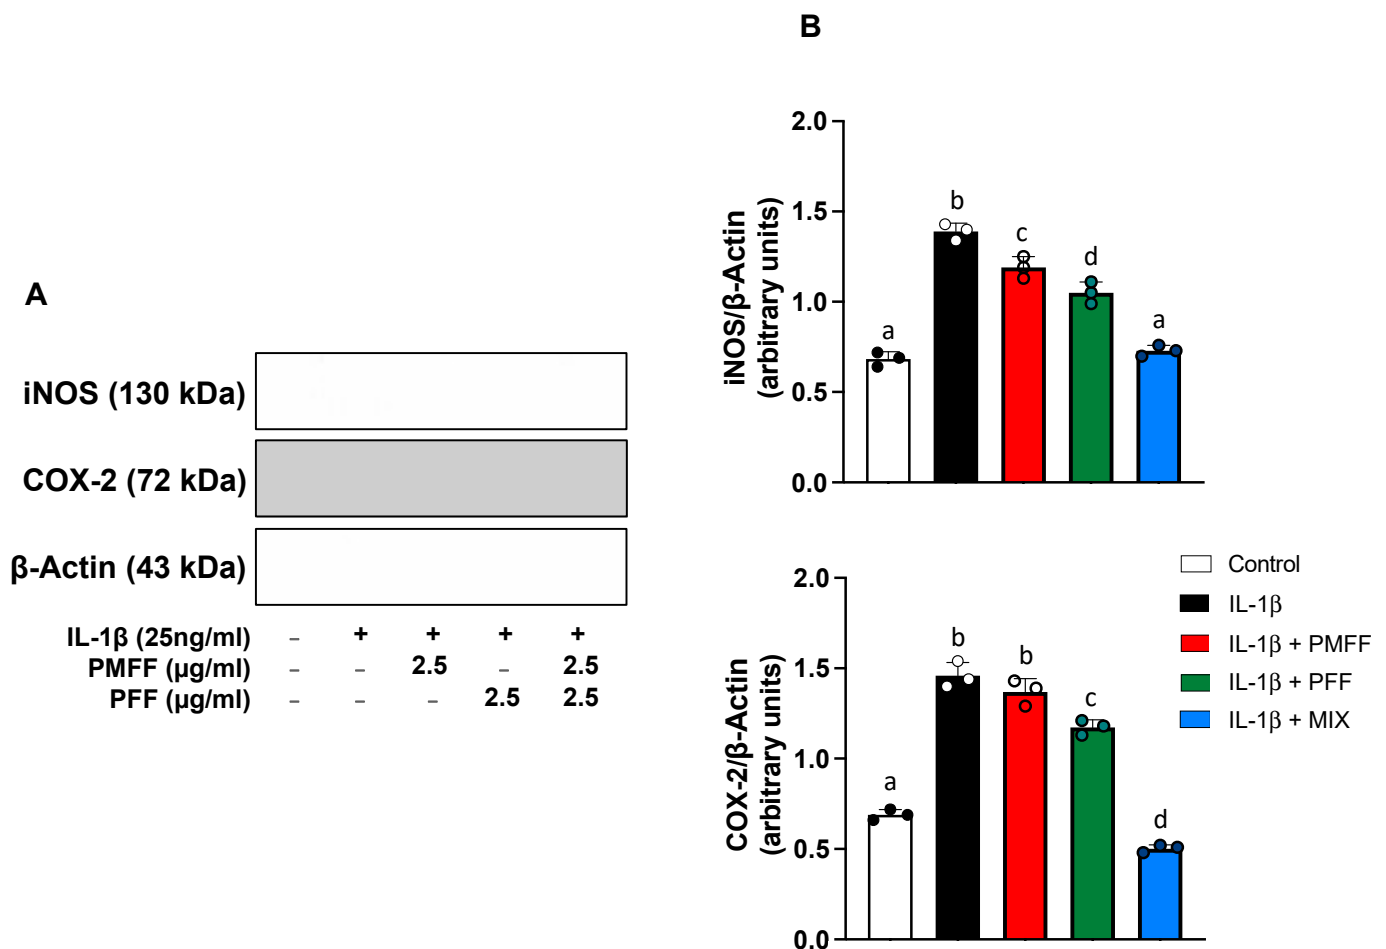 A
iNOS (130 kDa)
COX-2 (72 kDa)
β-Actin (43 kDa)
IL-1β (25ng/ml) – + + + +
PMFF (μg/ml) – – 2.5 – 2.5
PFF (μg/ml) – – – 2.5 2.5
B
iNOS/β-Actin
(arbitrary units)
2.0
1.5
1.0
0.5
0.0
a
b
c
d
a
COX-2/β-Actin
(arbitrary units)
2.0
1.5
1.0
0.5
0.0
a
b
b
c
d
Control
IL-1β
IL-1β + PMFF
IL-1β + PFF
IL-1β + MIX